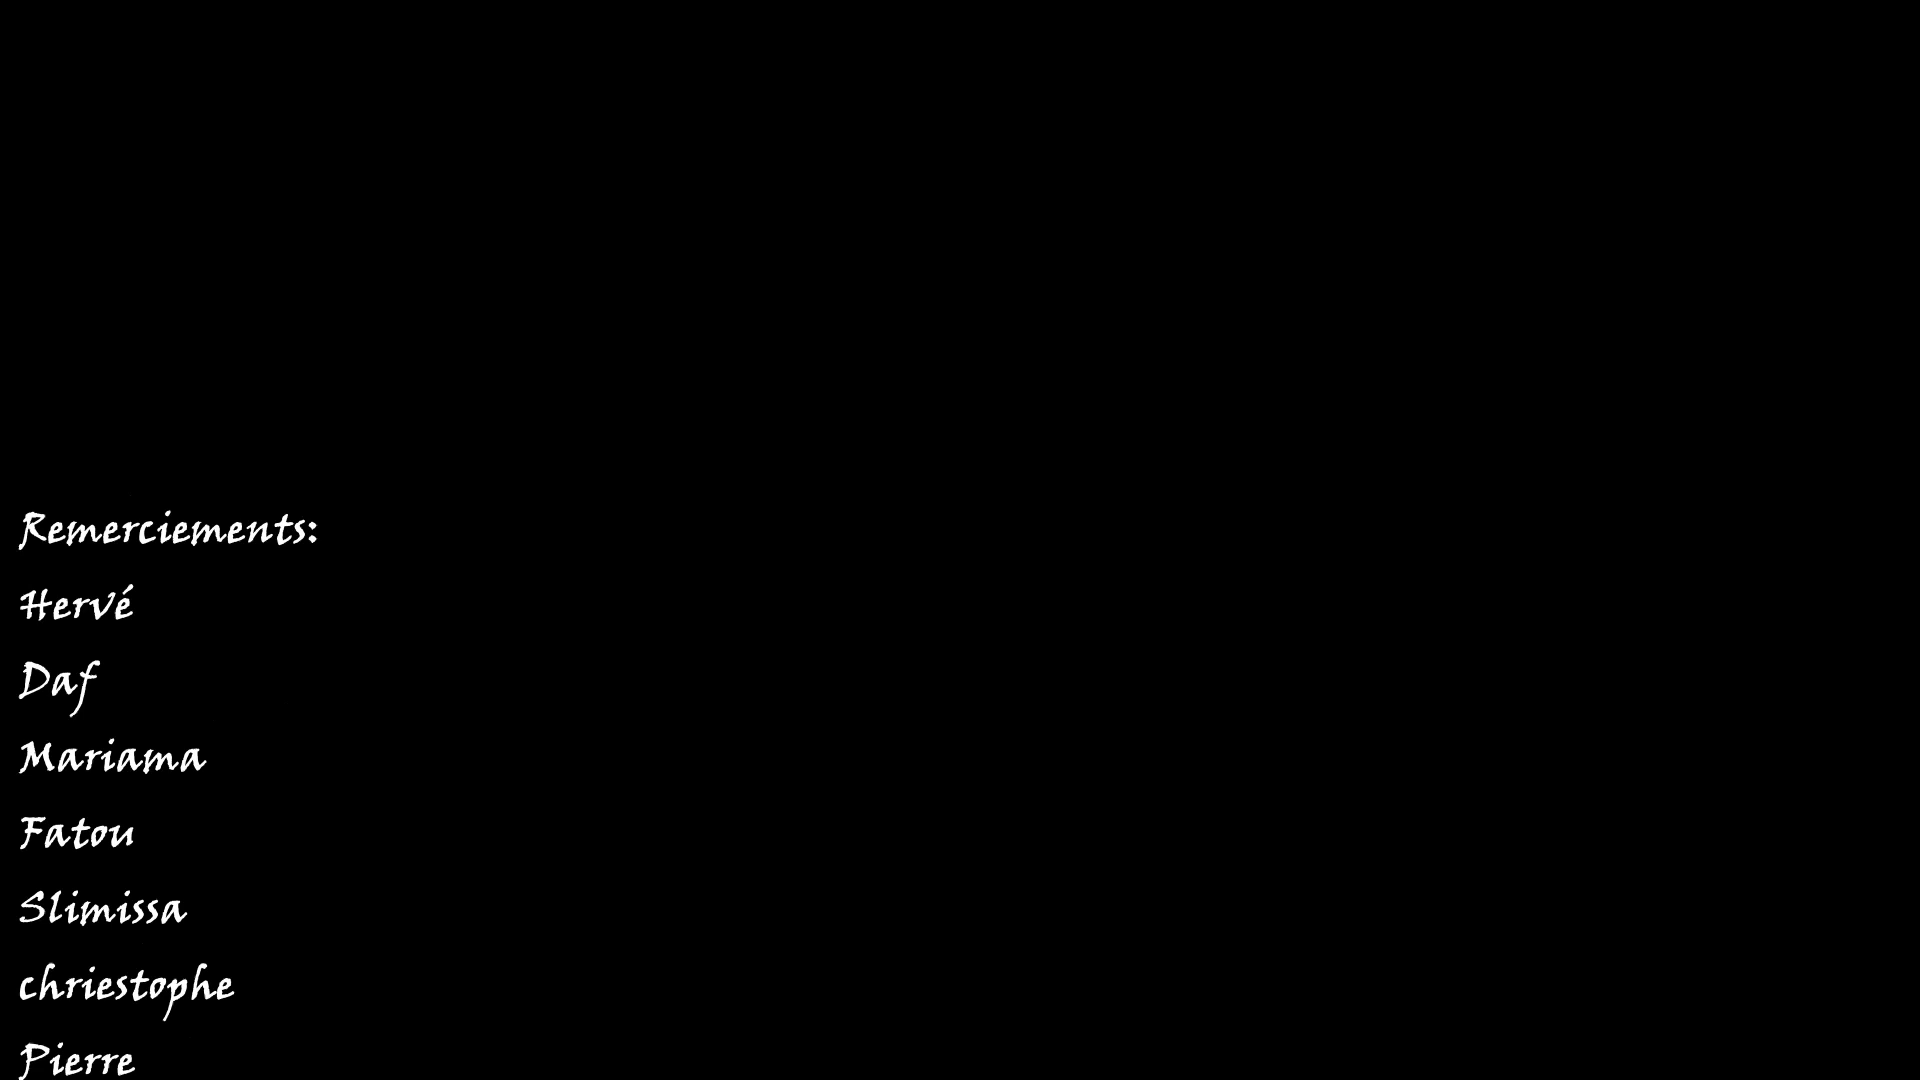 Remerciements:
Hervé
Daf
Mariama
Fatou
Slimissa
chriestophe
Pierre